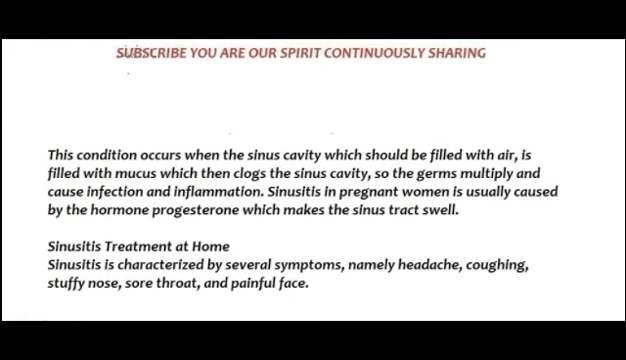 SUBSCRIBE YOU ARE OUR SPIRIT CONTINUOUSLY SHARING
This condition occurs when the sinus cavity which should be filled with air, is
filled with mucus which then clogs the sinus cavity, so the germs multiply and
cause infection and inflammation. Sinusitis in pregnant women is usually caused
by the hormone progesterone which makes the sinus tract swell.
Sinusitis Treatment at Home
Sinusitis is characterized by several symptoms, namely headache, coughing,
stuffy nose, sore throat, and painful face.